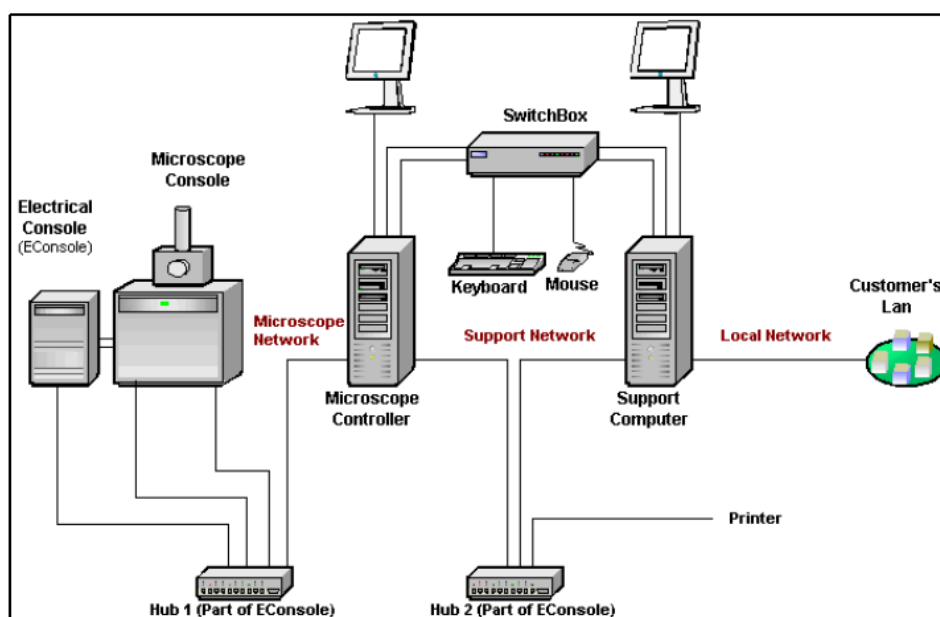 SwitchBox
Microscope
Console
Electrical
Console
(EConsole)
Keyboard
Mouse
Customer's
Lan
Microscope
Network
Support Network
Local Network
Microscope
Controller
Support
Computer
Printer
Hub 1 (Part of EConsole)
Hub 2 (Part of EConsole)